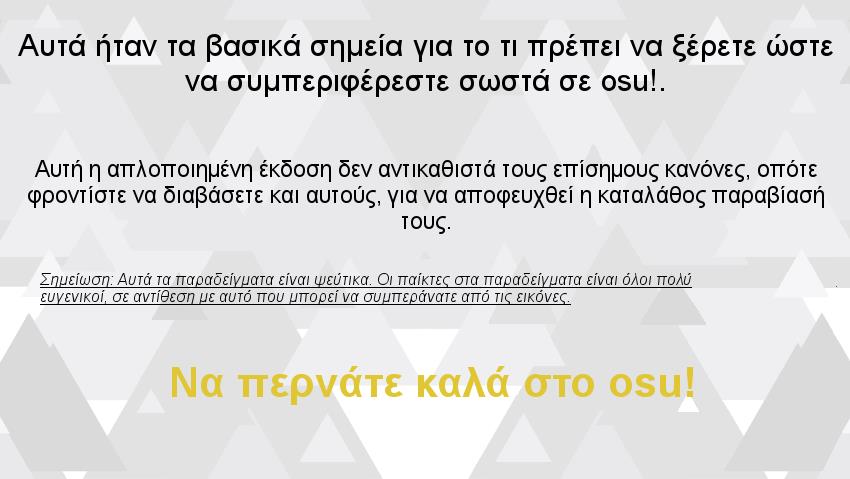 Αυτά ήταν τα βασικά σημεία για το τι πρέπει να ξέρετε ώστε
να συμπεριφέρεστε σωστά σε osu!.
Αυτή η απλοποιημένη έκδοση δεν αντικαθιστά τους επίσημους κανόνες, οπότε
φροντίστε να διαβάσετε και αυτούς, για να αποφευχθεί η καταλάθος παραβίασή
τους.
Σημείωση: Αυτά τα παραδείγματα είναι ψεύτικα. Οι παίκτες στα παραδείγματα είναι όλοι πολύ
ευγενικοί, σε αντίθεση με αυτό που μπορεί να συμπεράνατε από τις εικόνες.
Να περνάτε καλά στο osu!